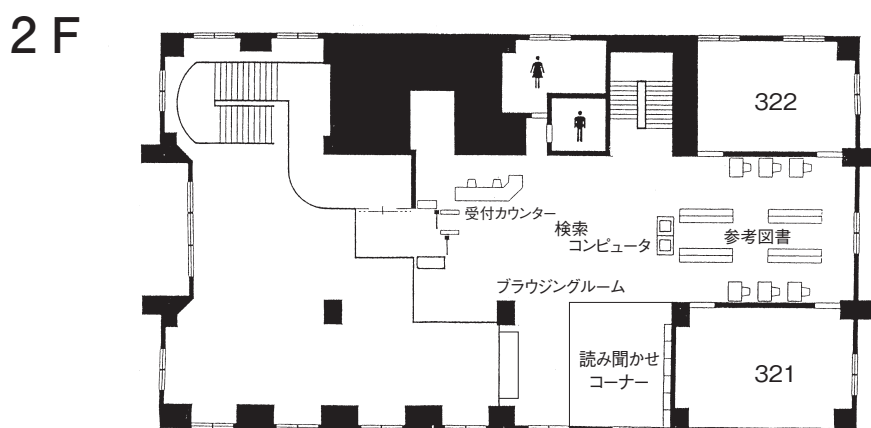 2F
322
受付カウンター
検索
コンピュータ
参考図書
ブラウジングルーム
読み聞かせ
コーナー
321